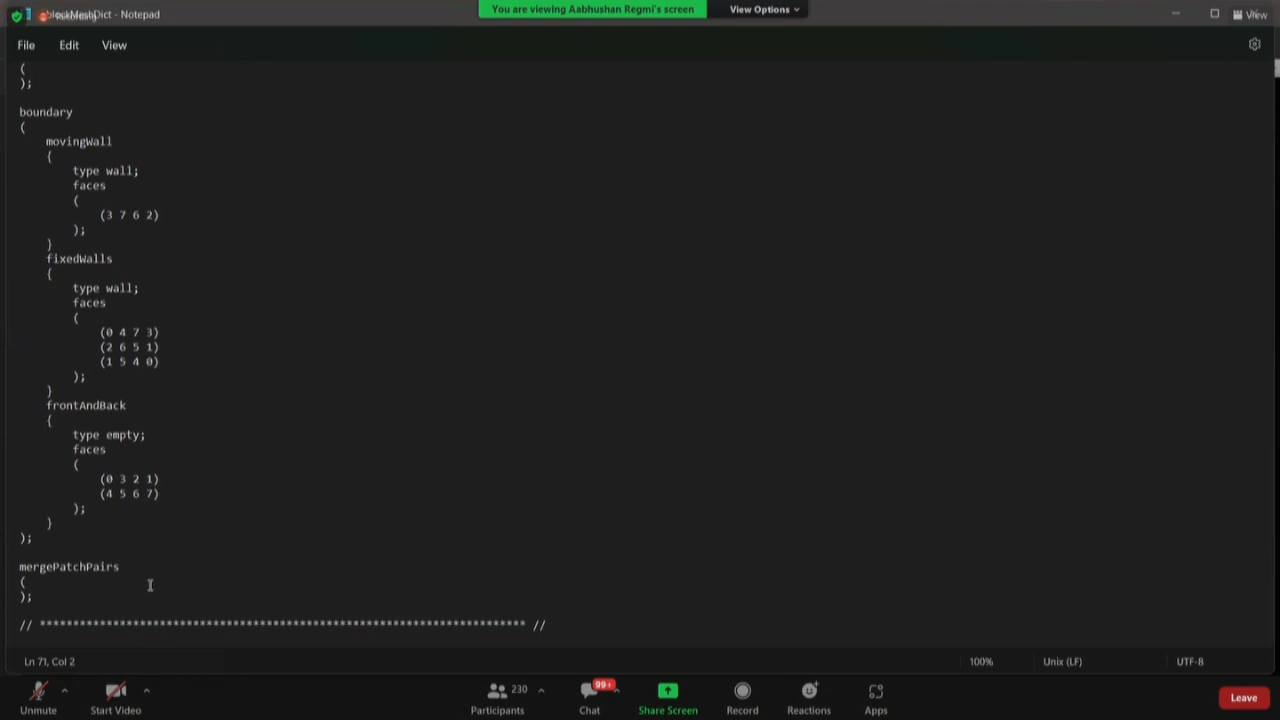 blockMeshDict - Notepad
You are viewing Aabhushan Regmi's screen
View Options
View
File
Edit
View
(
);
boundary
(
movingWall
{
type wall;
faces
(
(3 7 6 2)
);
}
fixedWalls
{
type wall;
faces
(
(0 4 7 3)
(2 6 5 1)
(1 5 4 0)
);
}
frontAndBack
{
type empty;
faces
(
(0 3 2 1)
(4 5 6 7)
);
}
);
mergePatchPairs
(
);
// ************************************************************************* //
Ln 71, Col 2
100%
Unix (LF)
UTF-8
Unmute
Start Video
230
Participants
99+
Chat
Share Screen
Record
Reactions
Apps
Leave